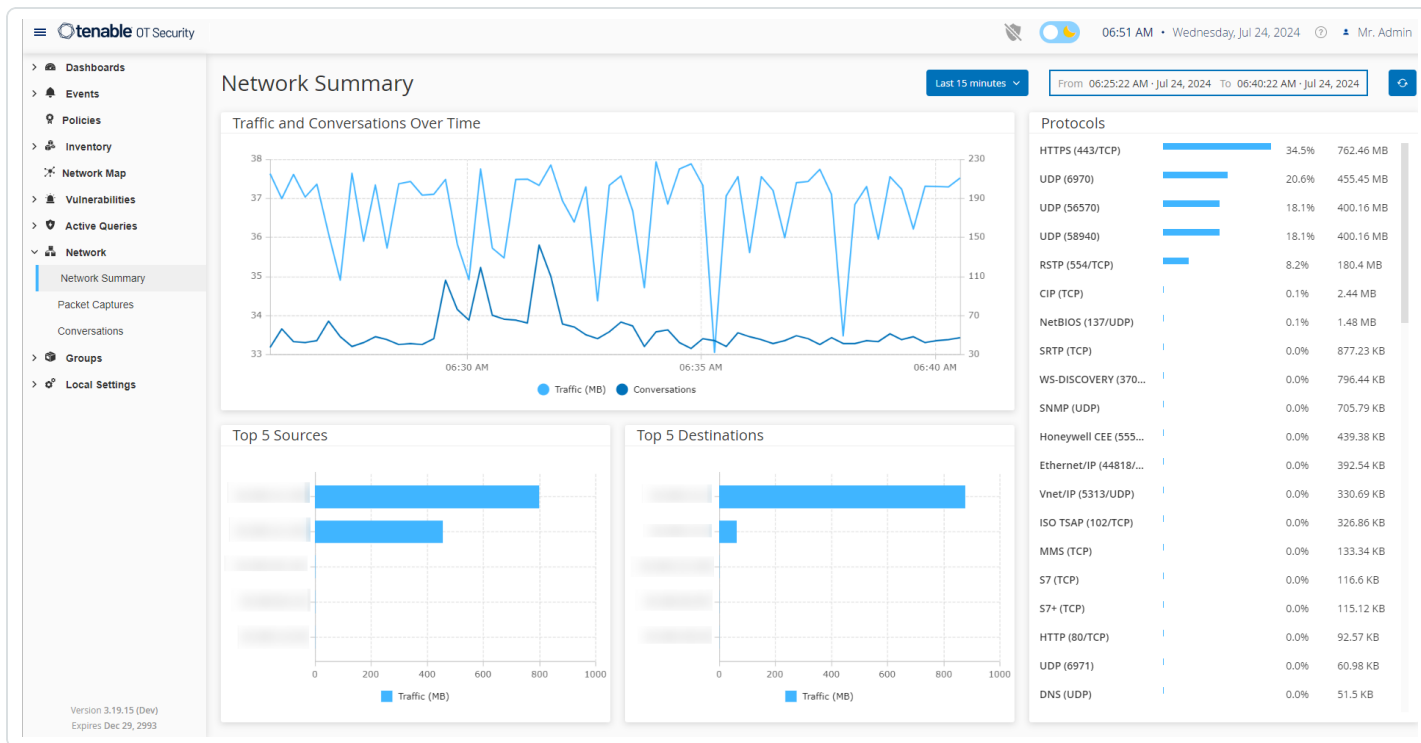 tenable OT Security
06:51 AM • Wednesday, Jul 24, 2024 ? Mr. Admin
Dashboards
Events
Policies
Inventory
Network Map
Vulnerabilities
Active Queries
Network
Network Summary
Packet Captures
Conversations
Groups
Local Settings
Version 3.19.15 (Dev)
Expires Dec 29, 2993
Network Summary
Last 15 minutes
From 06:25:22 AM · Jul 24, 2024 To 06:40:22 AM · Jul 24, 2024
Traffic and Conversations Over Time
38 230
37 190
36 150
35 110
34 70
33 30
06:30 AM 06:35 AM 06:40 AM
Traffic (MB) Conversations
Top 5 Sources
0 200 400 600 800 1000
Traffic (MB)
Top 5 Destinations
0 200 400 600 800 1000
Traffic (MB)
Protocols
HTTPS (443/TCP) 34.5% 762.46 MB
UDP (6970) 20.6% 455.45 MB
UDP (56570) 18.1% 400.16 MB
UDP (58940) 18.1% 400.16 MB
RSTP (554/TCP) 8.2% 180.4 MB
CIP (TCP) 0.1% 2.44 MB
NetBIOS (137/UDP) 0.1% 1.48 MB
SRTP (TCP) 0.0% 877.23 KB
WS-DISCOVERY (370... 0.0% 796.44 KB
SNMP (UDP) 0.0% 705.79 KB
Honeywell CEE (555... 0.0% 439.38 KB
Ethernet/IP (44818/... 0.0% 392.54 KB
Vnet/IP (5313/UDP) 0.0% 330.69 KB
ISO TSAP (102/TCP) 0.0% 326.86 KB
MMS (TCP) 0.0% 133.34 KB
S7 (TCP) 0.0% 116.6 KB
S7+ (TCP) 0.0% 115.12 KB
HTTP (80/TCP) 0.0% 92.57 KB
UDP (6971) 0.0% 60.98 KB
DNS (UDP) 0.0% 51.5 KB